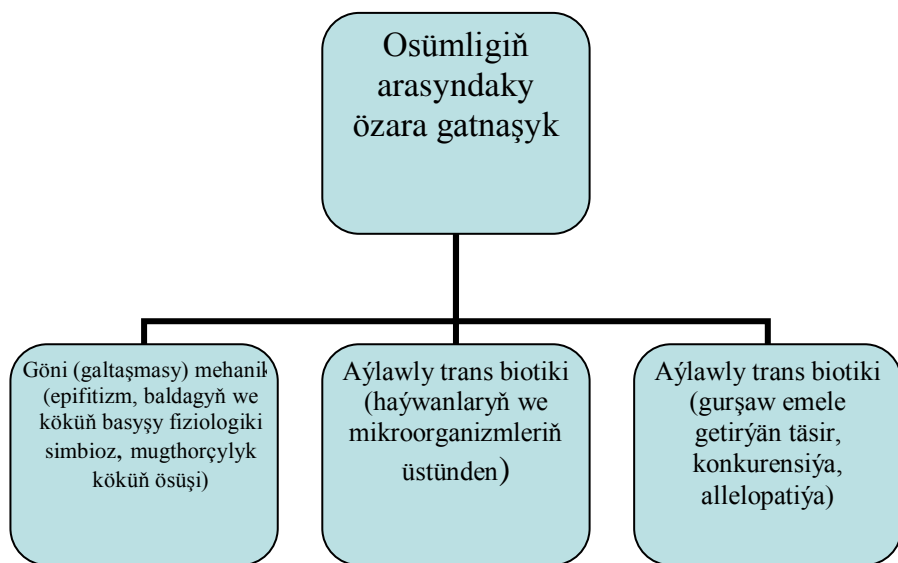 Osümligiň
arasyndaky
özara gatnaşyk
Göni (galtaşmasy) mehanik
(epifitizm, baldagyň we
köküň basyşy fiziologiki
simbioz, mugthorçylyk
köküň ösüşi)
Aýlawly trans biotiki
(haýwanlaryň we
mikroorganizmleriň
üstünden)
Aýlawly trans biotiki
(gurşaw emele
getirýän täsir,
konkurensiýa,
allelopatiýa)